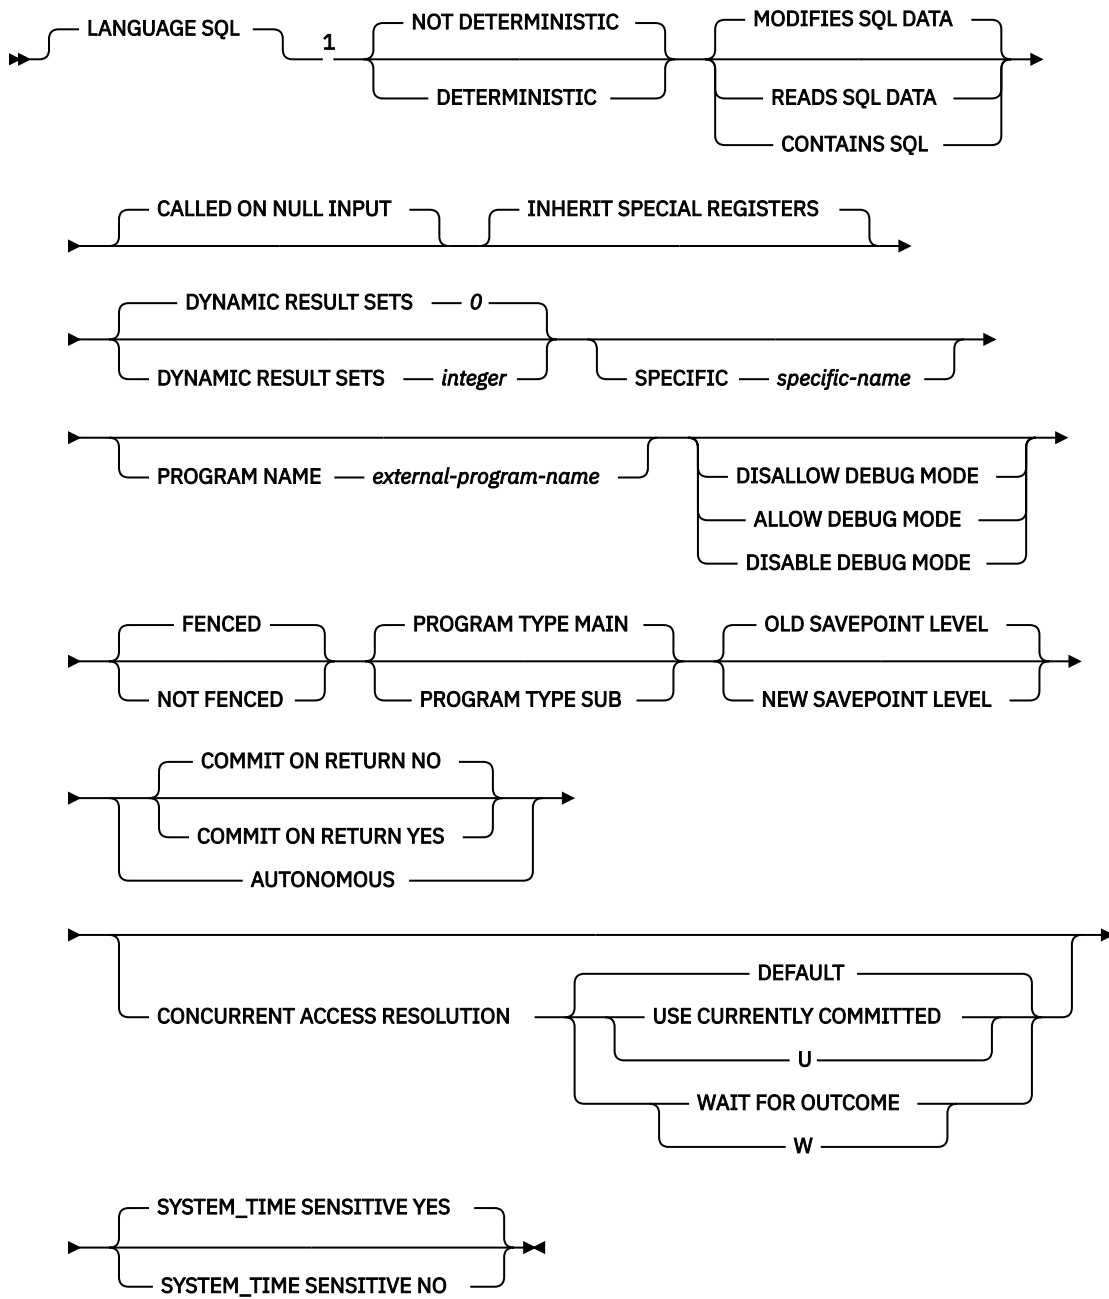 LANGUAGE SQL
1
NOT DETERMINISTIC
DETERMINISTIC
MODIFIES SQL DATA
READS SQL DATA
CONTAINS SQL
CALLED ON NULL INPUT
INHERIT SPECIAL REGISTERS
DYNAMIC RESULT SETS 0
DYNAMIC RESULT SETS integer
SPECIFIC specific-name
PROGRAM NAME external-program-name
DISALLOW DEBUG MODE
ALLOW DEBUG MODE
DISABLE DEBUG MODE
FENCED
NOT FENCED
PROGRAM TYPE MAIN
PROGRAM TYPE SUB
OLD SAVEPOINT LEVEL
NEW SAVEPOINT LEVEL
COMMIT ON RETURN NO
COMMIT ON RETURN YES
AUTONOMOUS
CONCURRENT ACCESS RESOLUTION
DEFAULT
USE CURRENTLY COMMITTED
U
WAIT FOR OUTCOME
W
SYSTEM_TIME SENSITIVE YES
SYSTEM_TIME SENSITIVE NO